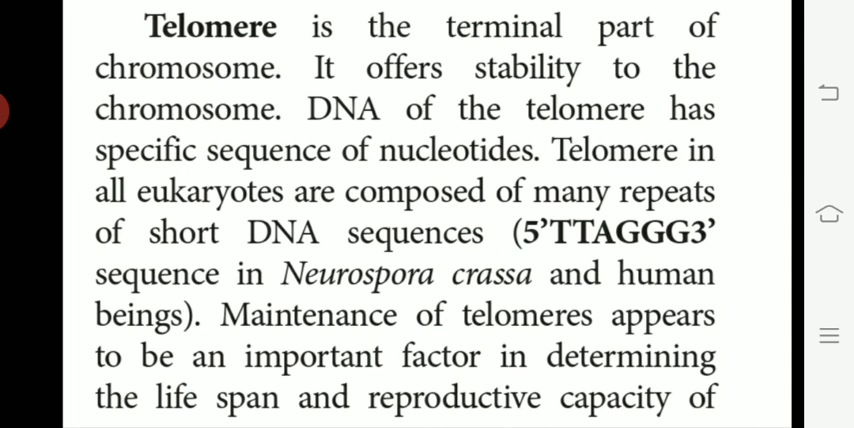 Telomere is the terminal part of
chromosome. It offers stability to the
chromosome. DNA of the telomere has
specific sequence of nucleotides. Telomere in
all eukaryotes are composed of many repeats
of short DNA sequences (5’TTAGGG3’
sequence in Neurospora crassa and human
beings). Maintenance of telomeres appears
to be an important factor in determining
the life span and reproductive capacity of